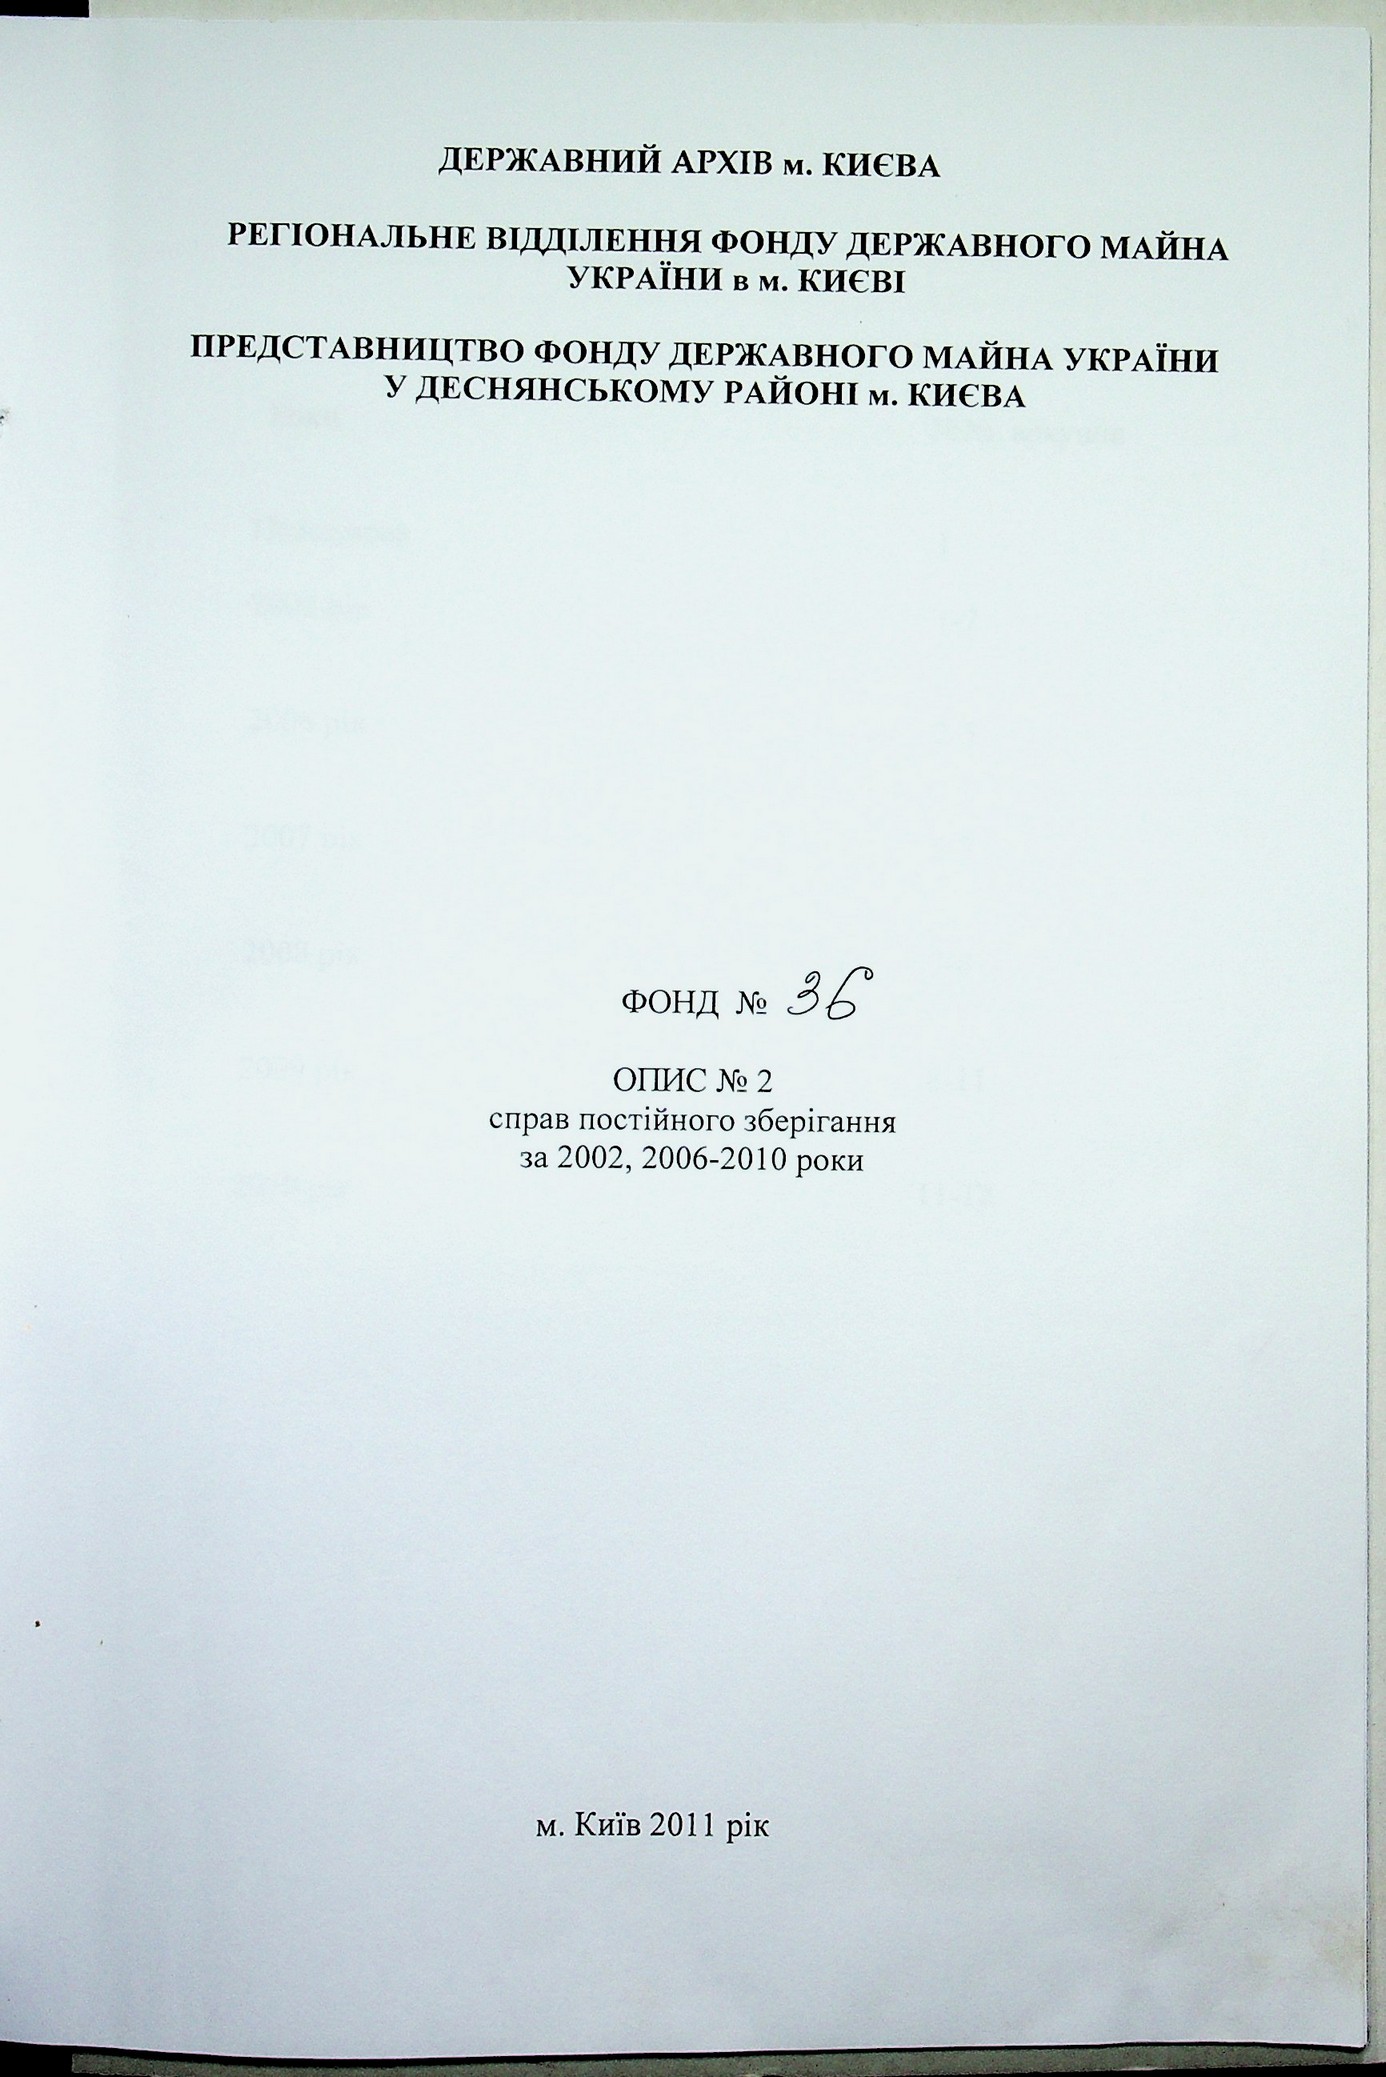 ДЕРЖАВНИЙ АРХІВ м. КИЄВА
РЕГІОНАЛЬНЕ ВІДДІЛЕННЯ ФОНДУ ДЕРЖАВНОГО МАЙНА
УКРАЇНИ в м. КИЄВІ
ПРЕДСТАВНИЦТВО ФОНДУ ДЕРЖАВНОГО МАЙНА УКРАЇНИ
У ДЕСНЯНСЬКОМУ РАЙОНІ м. КИЄВА
ФОНД № 36
ОПИС № 2
справ постійного зберігання
за 2002, 2006-2010 роки
м. Київ 2011 рік